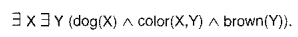 ∃ X ∃ Y (dog(X) ∧ color(X,Y) ∧ brown(Y)).